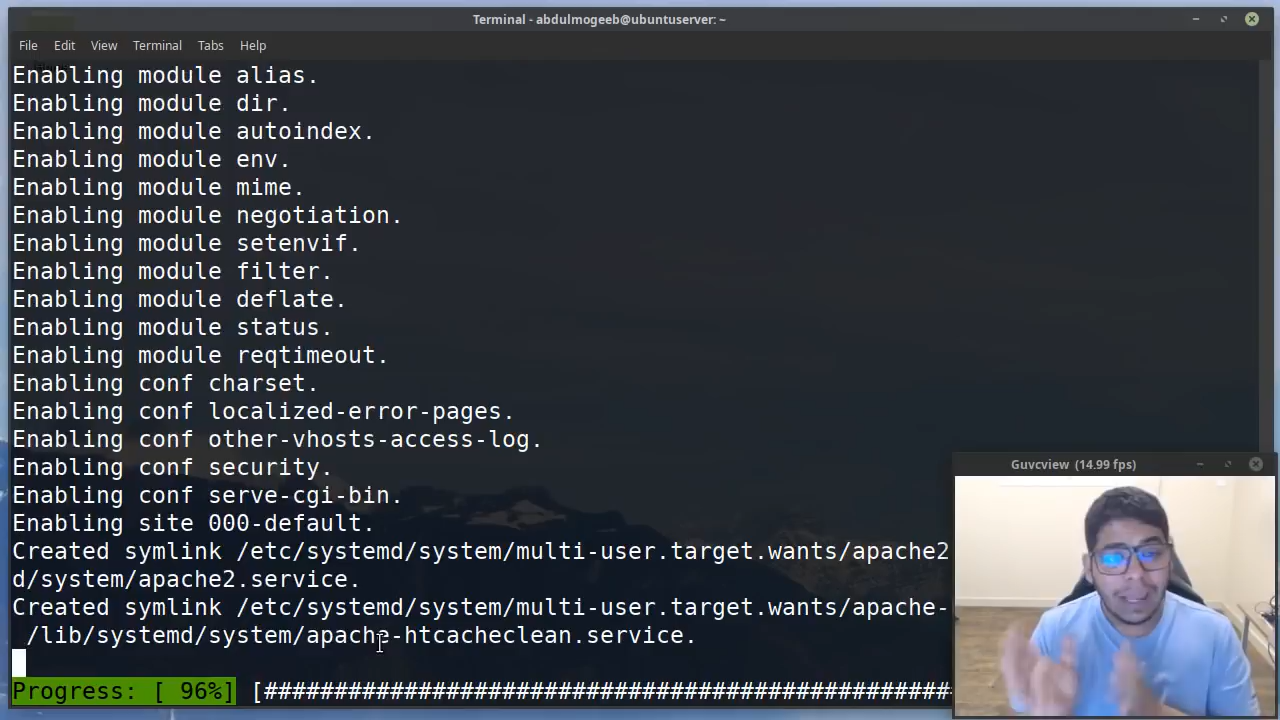 Terminal - abdulmogeeb@ubuntuserver: ~
File Edit View Terminal Tabs Help
Enabling module alias.
Enabling module dir.
Enabling module autoindex.
Enabling module env.
Enabling module mime.
Enabling module negotiation.
Enabling module setenvif.
Enabling module filter.
Enabling module deflate.
Enabling module status.
Enabling module reqtimeout.
Enabling conf charset.
Enabling conf localized-error-pages.
Enabling conf other-vhosts-access-log.
Enabling conf security.
Enabling conf serve-cgi-bin.
Enabling site 000-default.
Created symlink /etc/systemd/system/multi-user.target.wants/apache2
d/system/apache2.service.
Created symlink /etc/systemd/system/multi-user.target.wants/apache-
/lib/systemd/system/apache-htcacheclean.service.
Progress: [ 96%] [#################################################
Guvcview (14.99 fps)